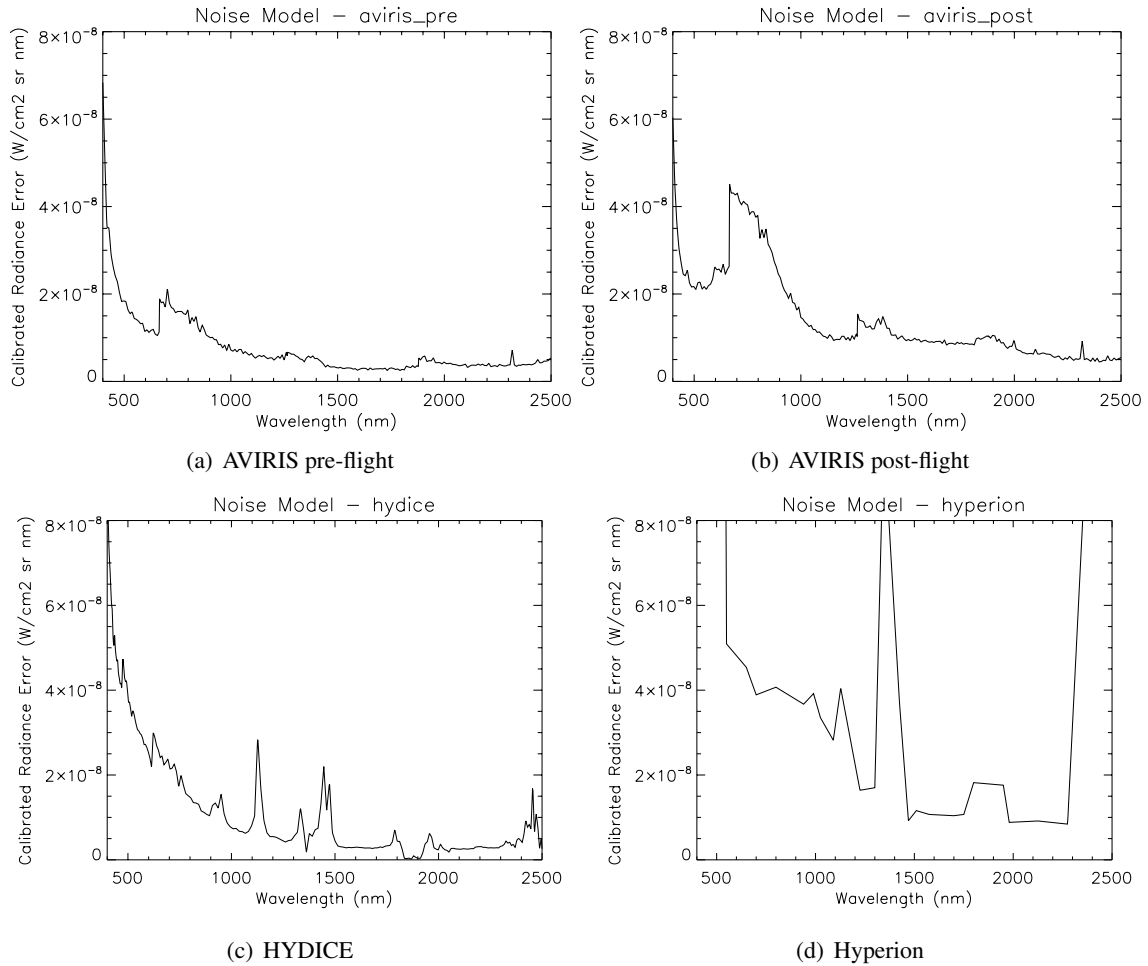 Noise Model – aviris_pre
Calibrated Radiance Error (W/cm2 sr nm)
8×10⁻⁸
6×10⁻⁸
4×10⁻⁸
2×10⁻⁸
0
500 1000 1500 2000 2500
Wavelength (nm)
(a) AVIRIS pre-flight
Noise Model – aviris_post
Calibrated Radiance Error (W/cm2 sr nm)
8×10⁻⁸
6×10⁻⁸
4×10⁻⁸
2×10⁻⁸
0
500 1000 1500 2000 2500
Wavelength (nm)
(b) AVIRIS post-flight
Noise Model – hydice
Calibrated Radiance Error (W/cm2 sr nm)
8×10⁻⁸
6×10⁻⁸
4×10⁻⁸
2×10⁻⁸
0
500 1000 1500 2000 2500
Wavelength (nm)
(c) HYDICE
Noise Model – hyperion
Calibrated Radiance Error (W/cm2 sr nm)
8×10⁻⁸
6×10⁻⁸
4×10⁻⁸
2×10⁻⁸
0
500 1000 1500 2000 2500
Wavelength (nm)
(d) Hyperion